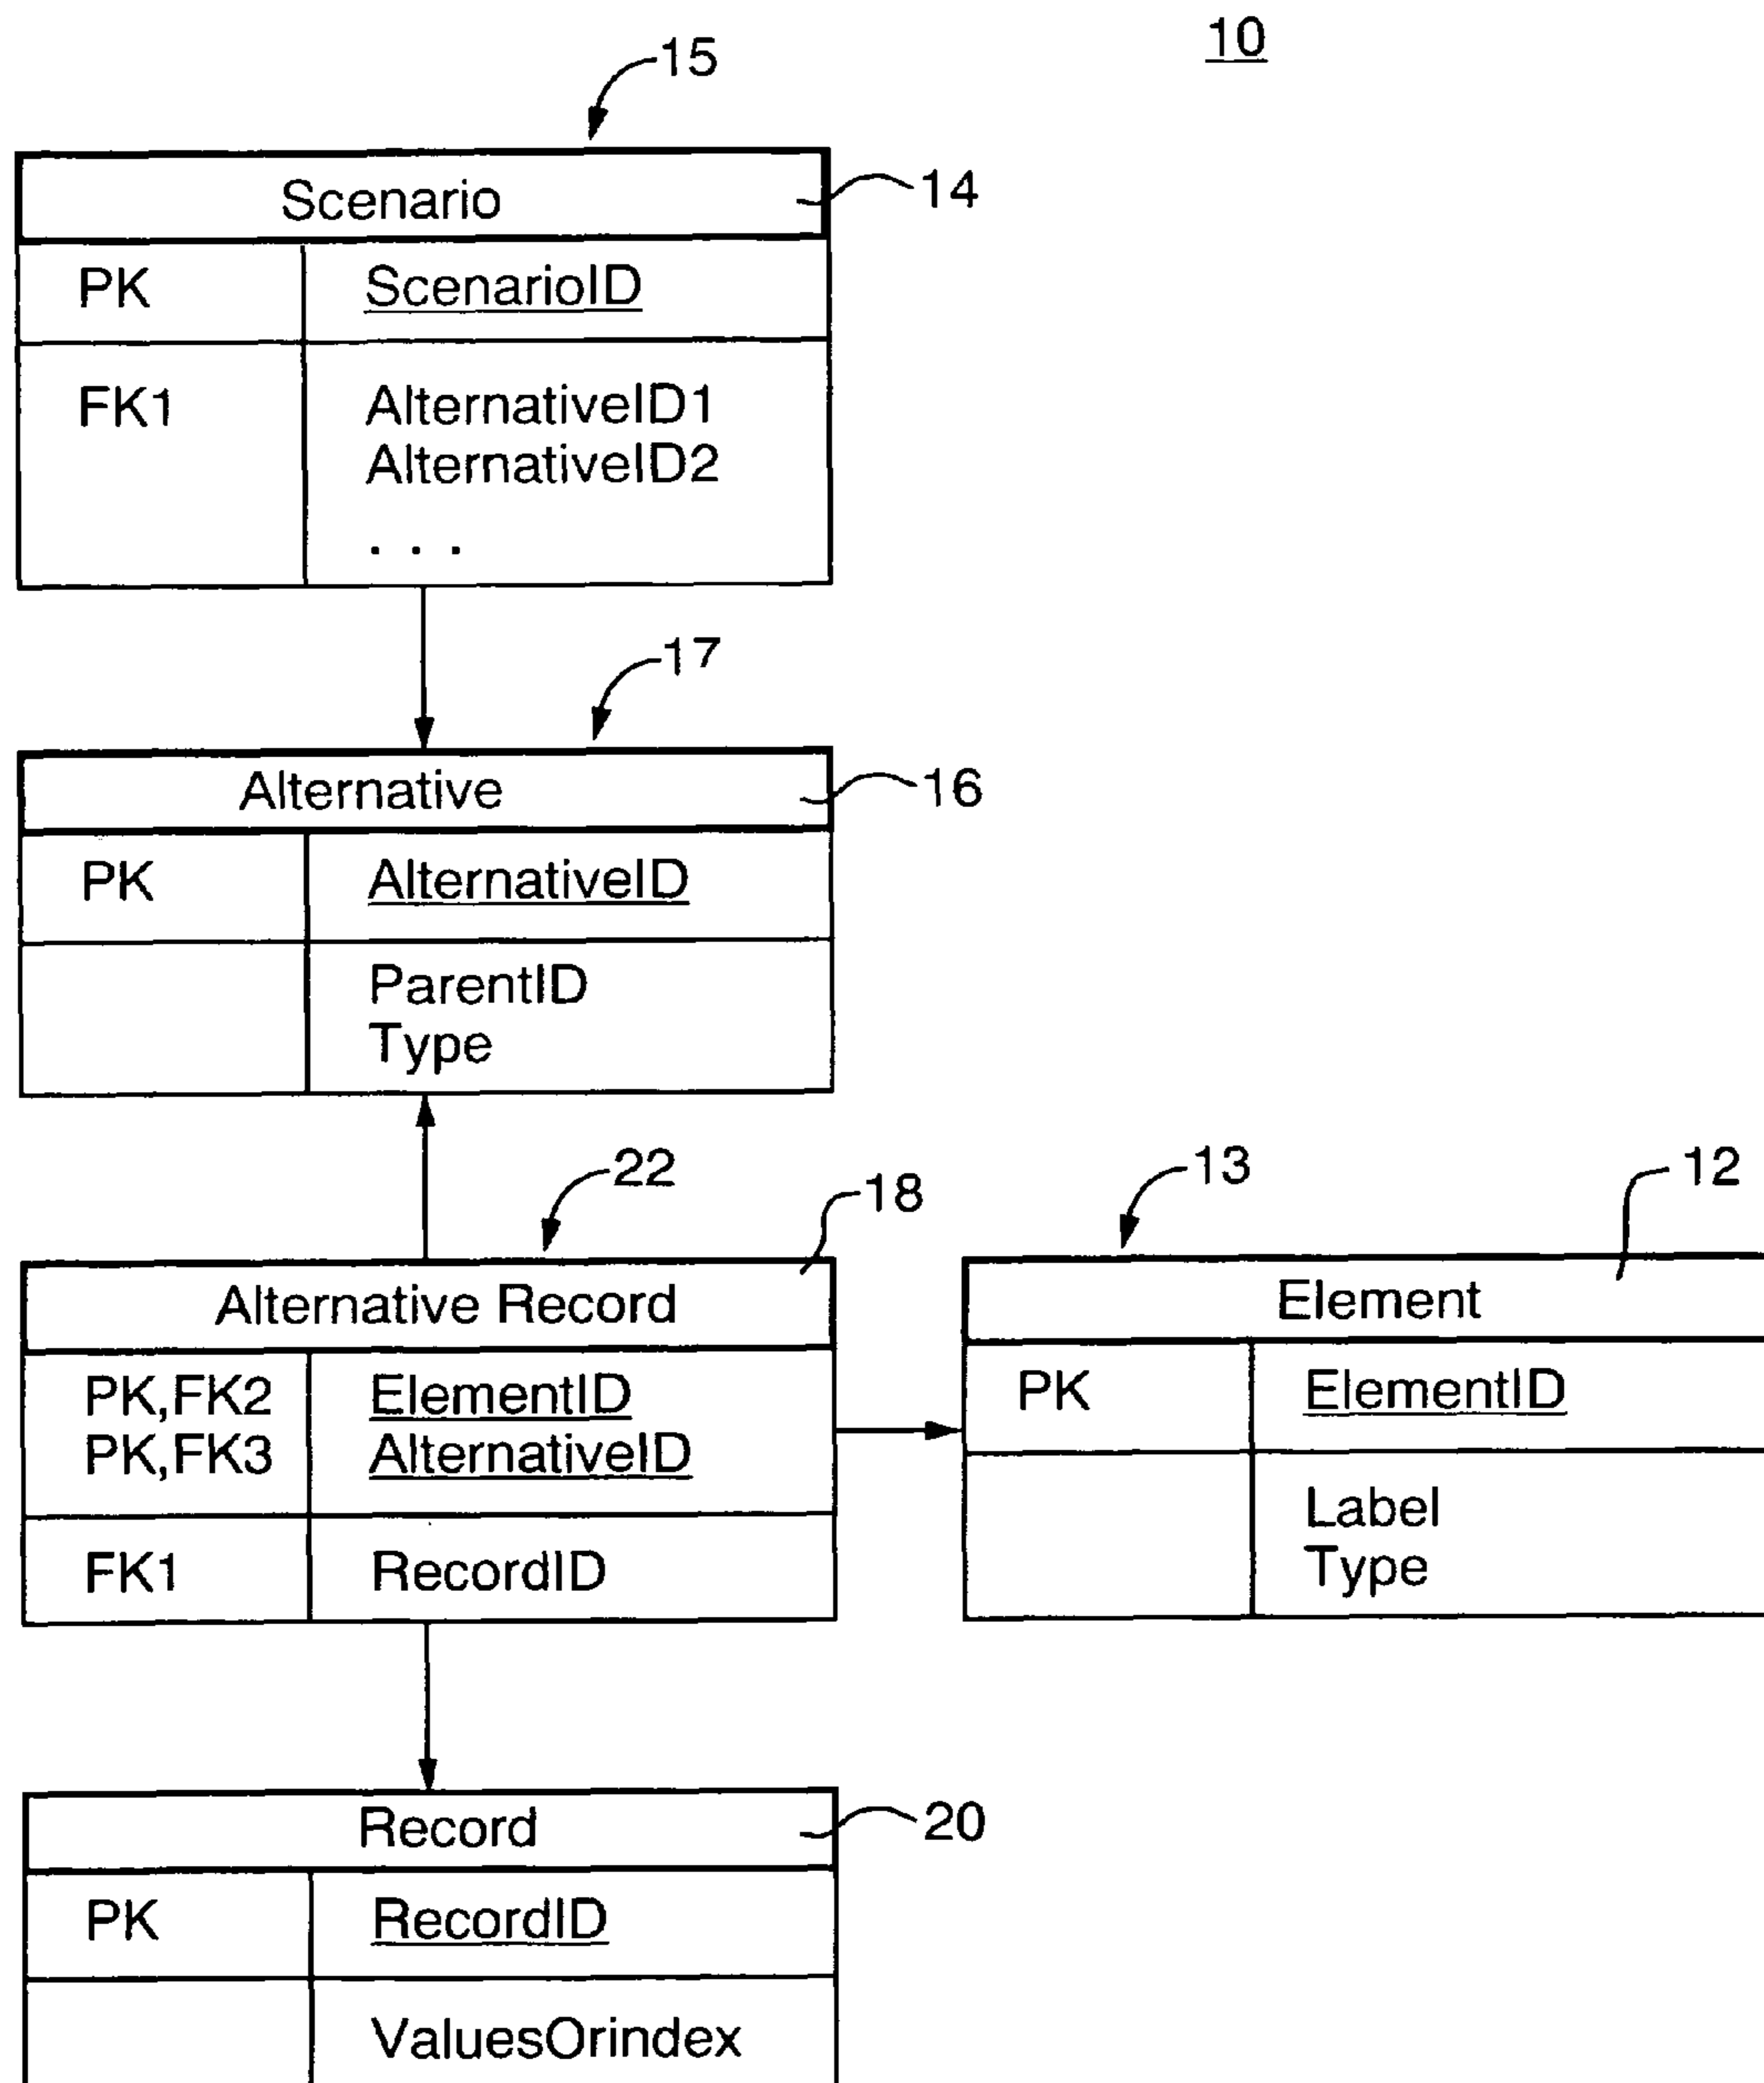 10
15
Scenario
14
PK ScenarioID
FK1 AlternativeID1
AlternativeID2
. . .
17
Alternative
16
PK AlternativeID
ParentID
Type
22
18
Alternative Record
PK,FK2 ElementID
PK,FK3 AlternativeID
FK1 RecordID
13
12
Element
PK ElementID
Label
Type
Record
20
PK RecordID
ValuesOrindex